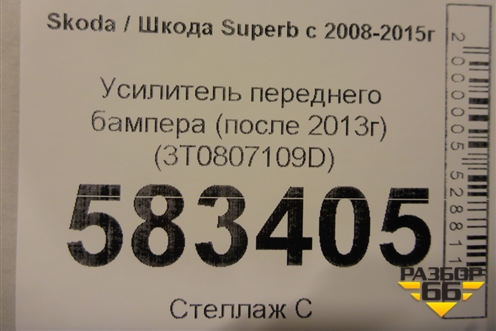 Skoda / Шкода Superb с 2008-2015г
Усилитель переднего
бампера (после 2013г)
(3T0807109D)
583405
Стеллаж С
РАЗБОР
66